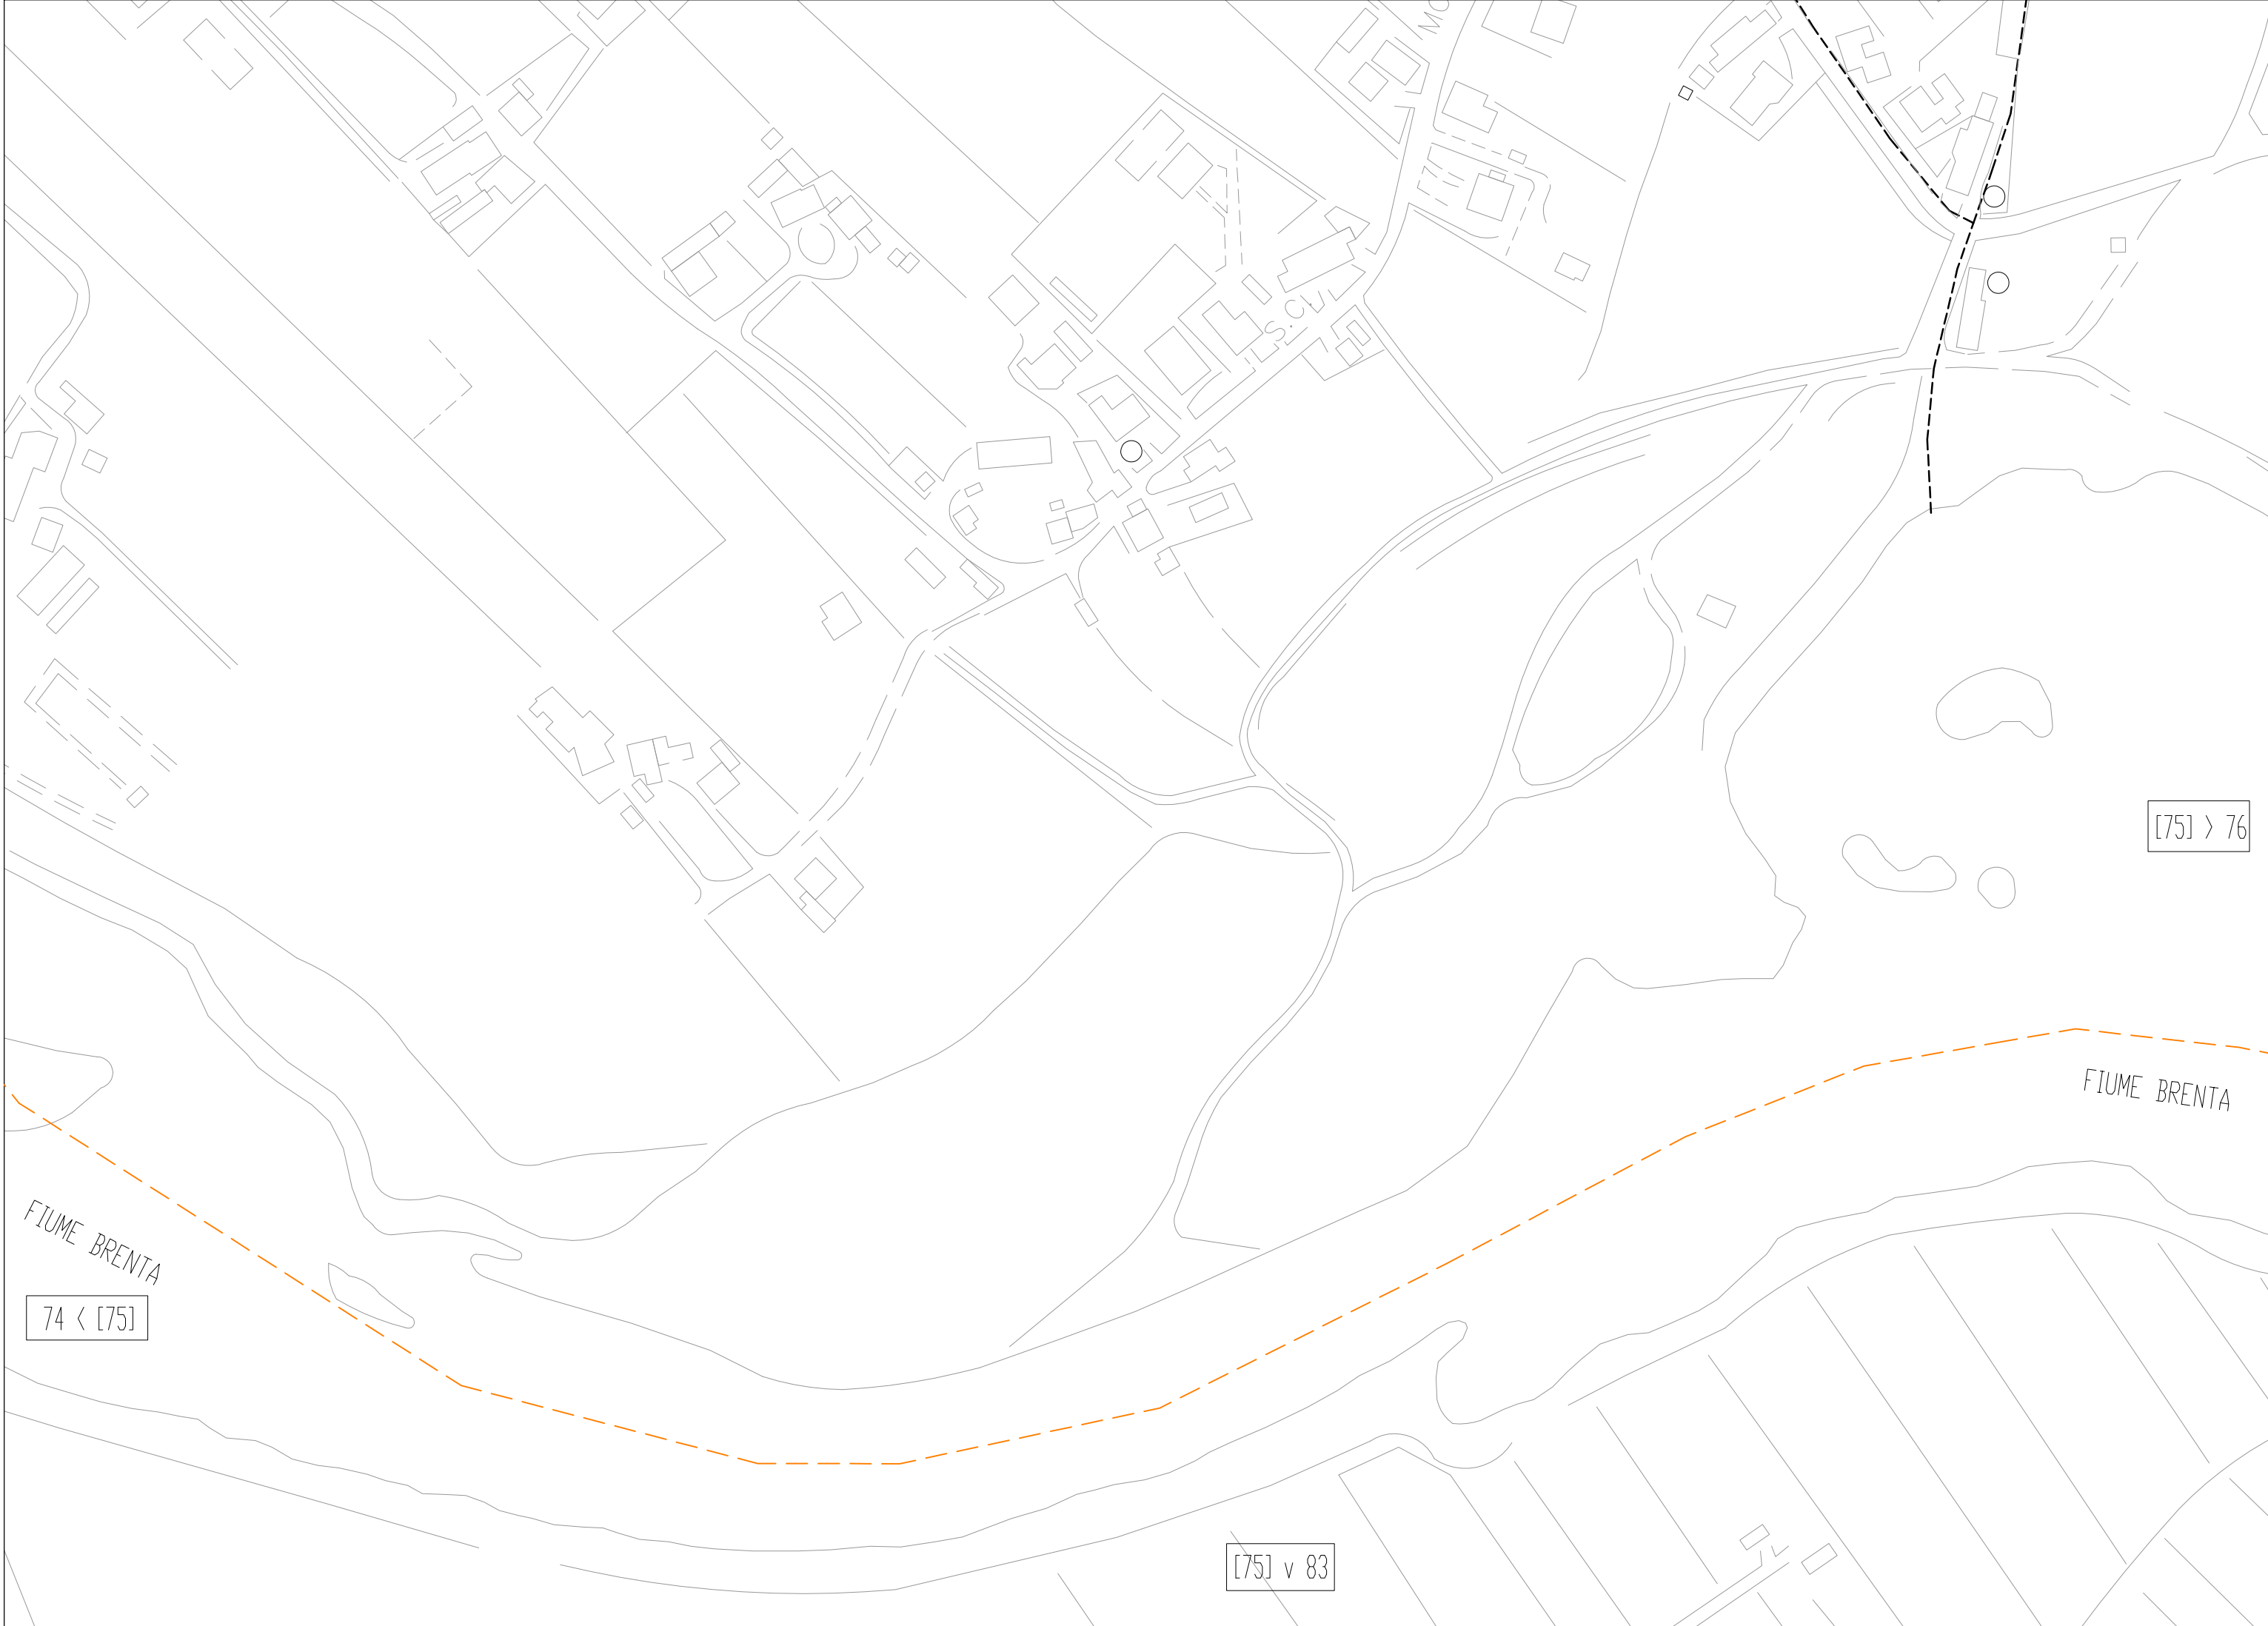 S. G.
[75] > 76
FIUME BRENTA
FIUME BRENTA
74 < [75]
[75] v 83